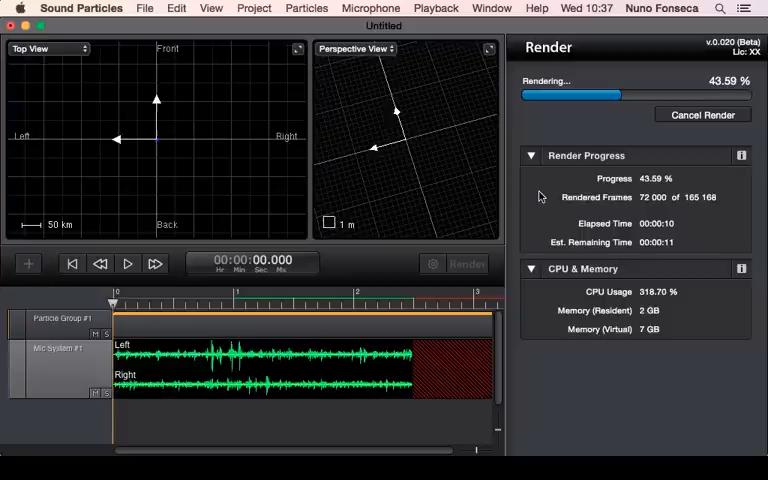 Sound Particles File Edit View Project Particles Microphone Playback Window Help Wed 10:37 Nuno Fonseca
Untitled
Top View
Front
Left
Right
Back
50 km
Perspective View
1 m
Render
v.0.020 (Beta)
Lic: XX
Rendering...
43.59 %
Cancel Render
Render Progress
Progress 43.59 %
Rendered Frames 72 000 of 165 168
Elapsed Time 00:00:10
Est. Remaining Time 00:00:11
CPU & Memory
CPU Usage 318.70 %
Memory (Resident) 2 GB
Memory (Virtual) 7 GB
00:00:00.000
Hr Min Sec Ms
Render
0 1 2 3
Particle Group #1
M S
Mic System #1
M S
Left
Right